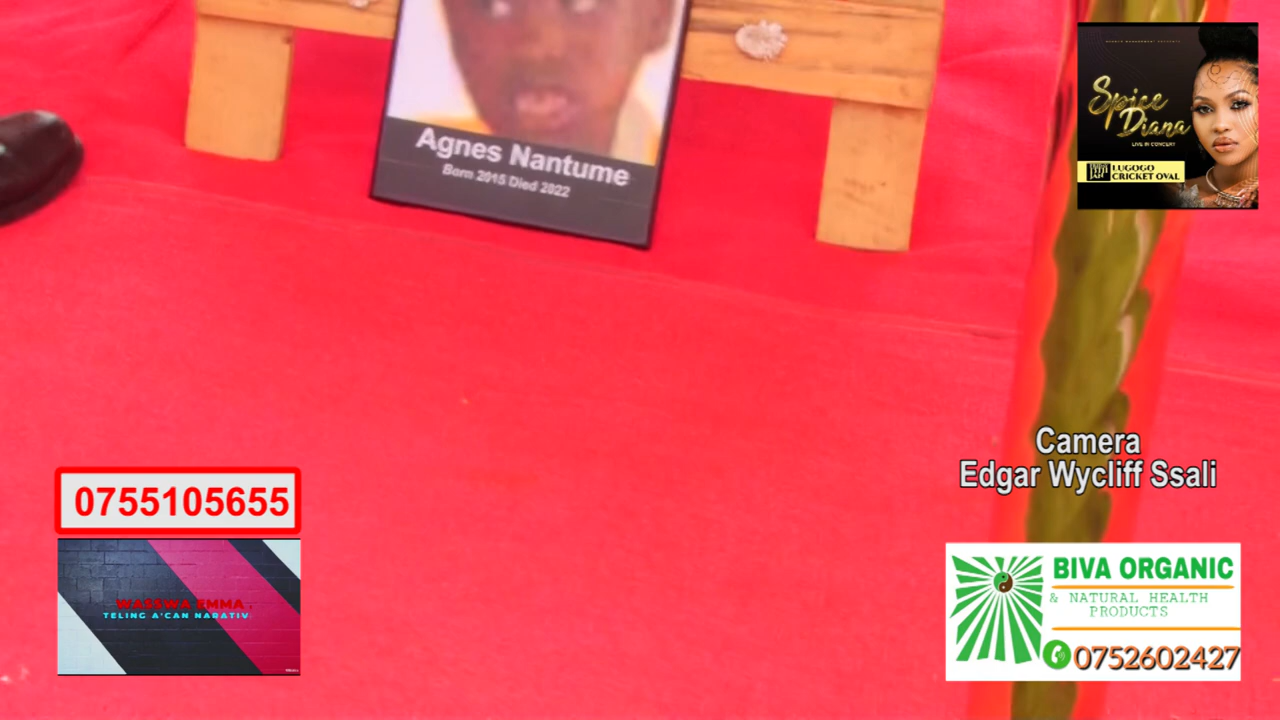 Agnes Nantume
Born 2015 Died 2022
Spice
Diana
LIVE IN CONCERT
LUGOGO
CRICKET OVAL
Camera
Edgar Wycliff Ssali
0755105655
WASSWA EMMA
TELING A'CAN NARATIV
BIVA ORGANIC
& NATURAL HEALTH
PRODUCTS
0752602427